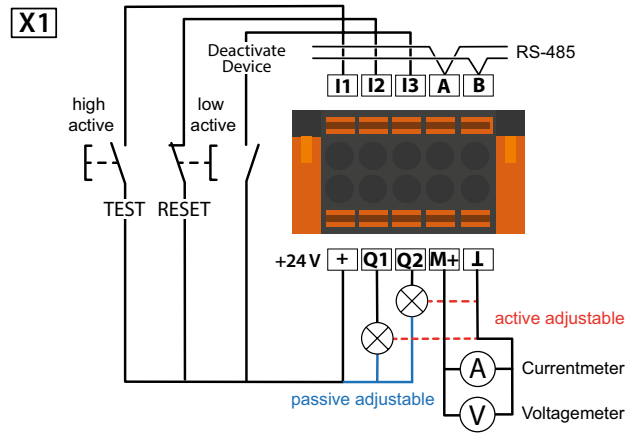 X1
Deactivate
Device
RS-485
I1 I2 I3 A B
high
active
low
active
TEST RESET
+24 V + Q1 Q2 M+ ⊥
active adjustable
A Currentmeter
passive adjustable
V Voltagemeter